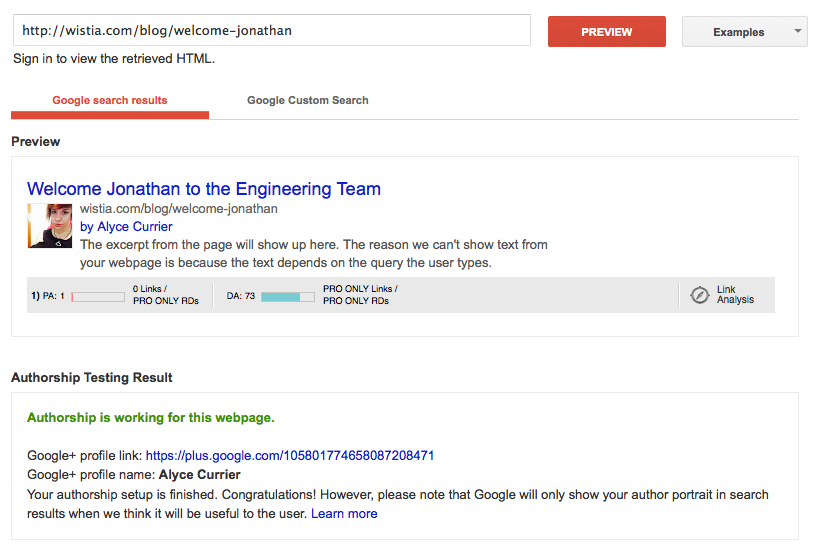 http://wistia.com/blog/welcome-jonathan
PREVIEW
Examples
Sign in to view the retrieved HTML.
Google search results
Google Custom Search
Preview
Welcome Jonathan to the Engineering Team
wistia.com/blog/welcome-jonathan
by Alyce Currier
The excerpt from the page will show up here. The reason we can't show text from
your webpage is because the text depends on the query the user types.
1) PA: 1
0 Links /
PRO ONLY RDs
DA: 73
PRO ONLY Links /
PRO ONLY RDs
Link
Analysis
Authorship Testing Result
Authorship is working for this webpage.
Google+ profile link: https://plus.google.com/105801774658087208471
Google+ profile name: Alyce Currier
Your authorship setup is finished. Congratulations! However, please note that Google will only show your author portrait in search
results when we think it will be useful to the user. Learn more